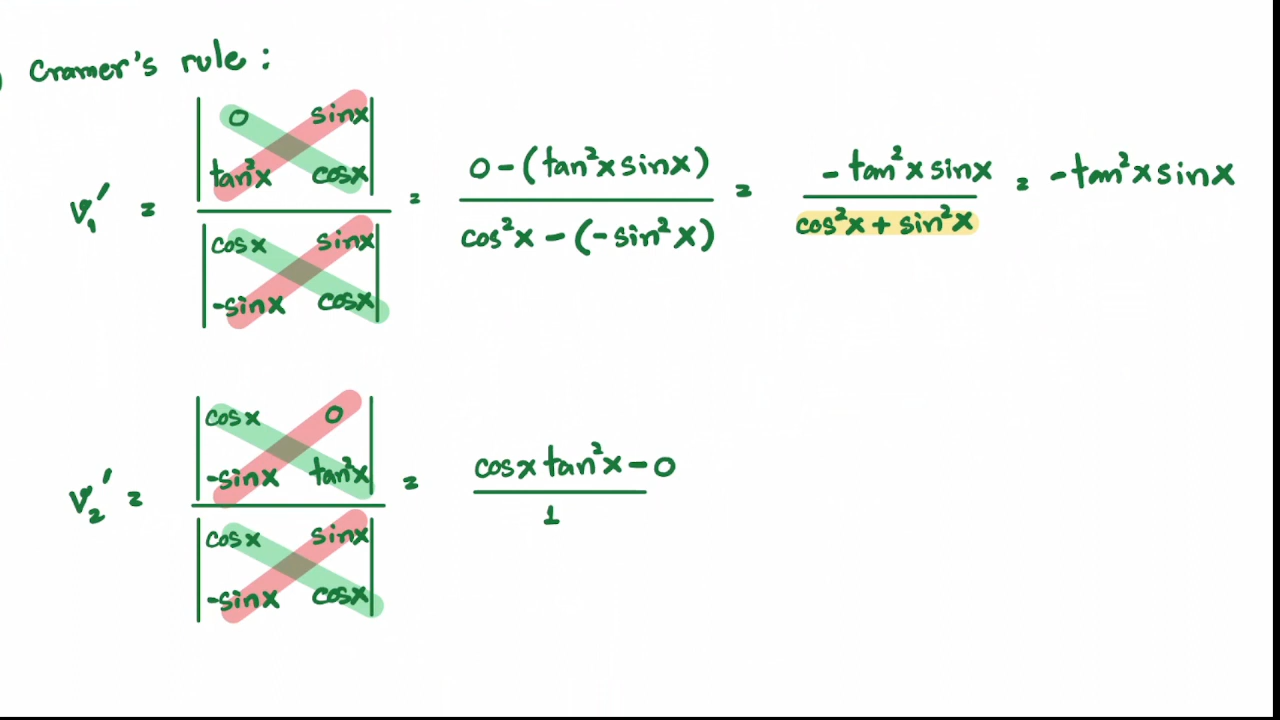 ) Cramer's rule :
V₁' = |0 sinx; tan²x cosx| / |cosx sinx; -sinx cosx| = 0 - (tan²x sinx) / cos²x - (-sin²x) = -tan²x sinx / cos²x + sin²x = -tan²x sinx
V₂' = |cosx 0; -sinx tan²x| / |cosx sinx; -sinx cosx| = cosx tan²x - 0 / 1